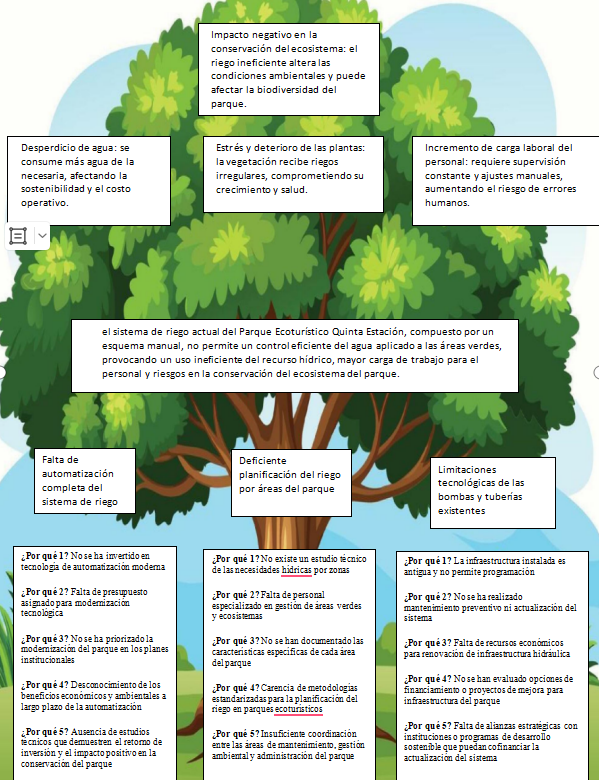 Impacto negativo en la
conservación del ecosistema: el
riego ineficiente altera las
condiciones ambientales y puede
afectar la biodiversidad del
parque.
Desperdicio de agua: se
consume más agua de la
necesaria, afectando la
sostenibilidad y el costo
operativo.
Estrés y deterioro de las plantas:
la vegetación recibe riegos
irregulares, comprometiendo su
crecimiento y salud.
Incremento de carga laboral del
personal: requiere supervisión
constante y ajustes manuales,
aumentando el riesgo de errores
humanos.
el sistema de riego actual del Parque Ecoturístico Quinta Estación, compuesto por un
esquema manual, no permite un control eficiente del agua aplicado a las áreas verdes,
provocando un uso ineficiente del recurso hídrico, mayor carga de trabajo para el
personal y riesgos en la conservación del ecosistema del parque.
Falta de
automatización
completa del
sistema de riego
Deficiente
planificación del riego
por áreas del parque
Limitaciones
tecnológicas de las
bombas y tuberías
existentes
¿Por qué 1? No se ha invertido en
tecnología de automatización moderna
¿Por qué 2? Falta de presupuesto
asignado para modernización
tecnológica
¿Por qué 3? No se ha priorizado la
modernización del parque en los planes
institucionales
¿Por qué 4? Desconocimiento de los
beneficios económicos y ambientales a
largo plazo de la automatización
¿Por qué 5? Ausencia de estudios
técnicos que demuestren el retorno de
inversión y el impacto positivo en la
conservación del parque
¿Por qué 1? No existe un estudio técnico
de las necesidades hídricas por zonas
¿Por qué 2? Falta de personal
especializado en gestión de áreas verdes
y ecosistemas
¿Por qué 3? No se han documentado las
características específicas de cada área
del parque
¿Por qué 4? Carencia de metodologías
estandarizadas para la planificación del
riego en parques ecoturísticos
¿Por qué 5? Insuficiente coordinación
entre las áreas de mantenimiento, gestión
ambiental y administración del parque
¿Por qué 1? La infraestructura instalada es
antigua y no permite programación
¿Por qué 2? No se ha realizado
mantenimiento preventivo ni actualización del
sistema
¿Por qué 3? Falta de recursos económicos
para renovación de infraestructura hidráulica
¿Por qué 4? No se han evaluado opciones de
financiamiento o proyectos de mejora para
infraestructura del parque
¿Por qué 5? Falta de alianzas estratégicas con
instituciones o programas de desarrollo
sostenible que puedan cofinanciar la
actualización del sistema